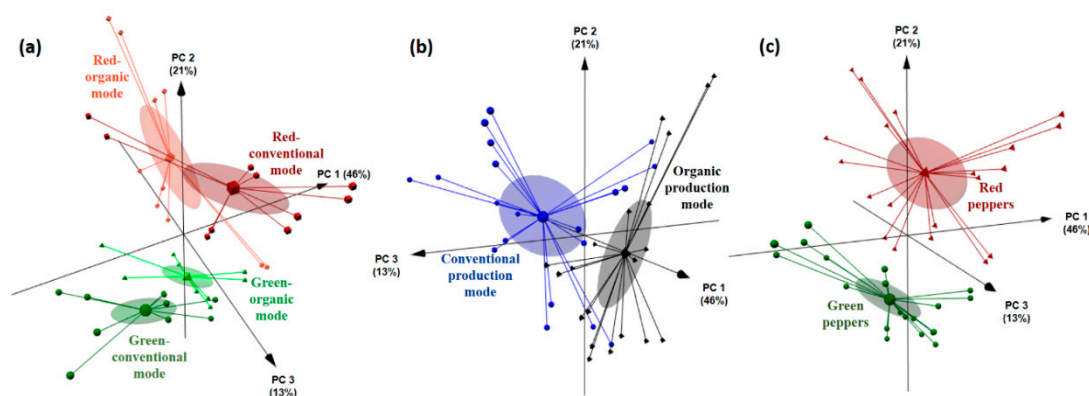 (a)
PC 2
(21%)
Red-
organic
mode
Red-
conventional
mode
PC 1 (46%)
Green-
organic
mode
Green-
conventional
mode
PC 3
(13%)
(b)
PC 2
(21%)
Organic
production
mode
PC 3
(13%)
Conventional
production
mode
PC 1
(46%)
(c)
PC 2
(21%)
Red
peppers
PC 1
(46%)
PC 3
(13%)
Green
peppers